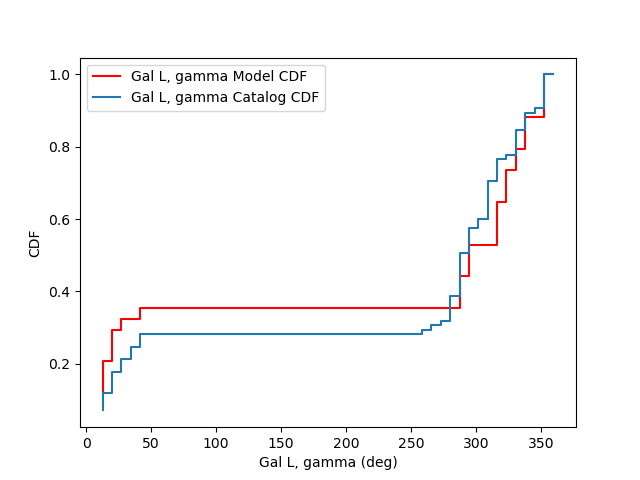 Gal L, gamma Model CDF
Gal L, gamma Catalog CDF
CDF
1.0
0.8
0.6
0.4
0.2
0 50 100 150 200 250 300 350
Gal L, gamma (deg)